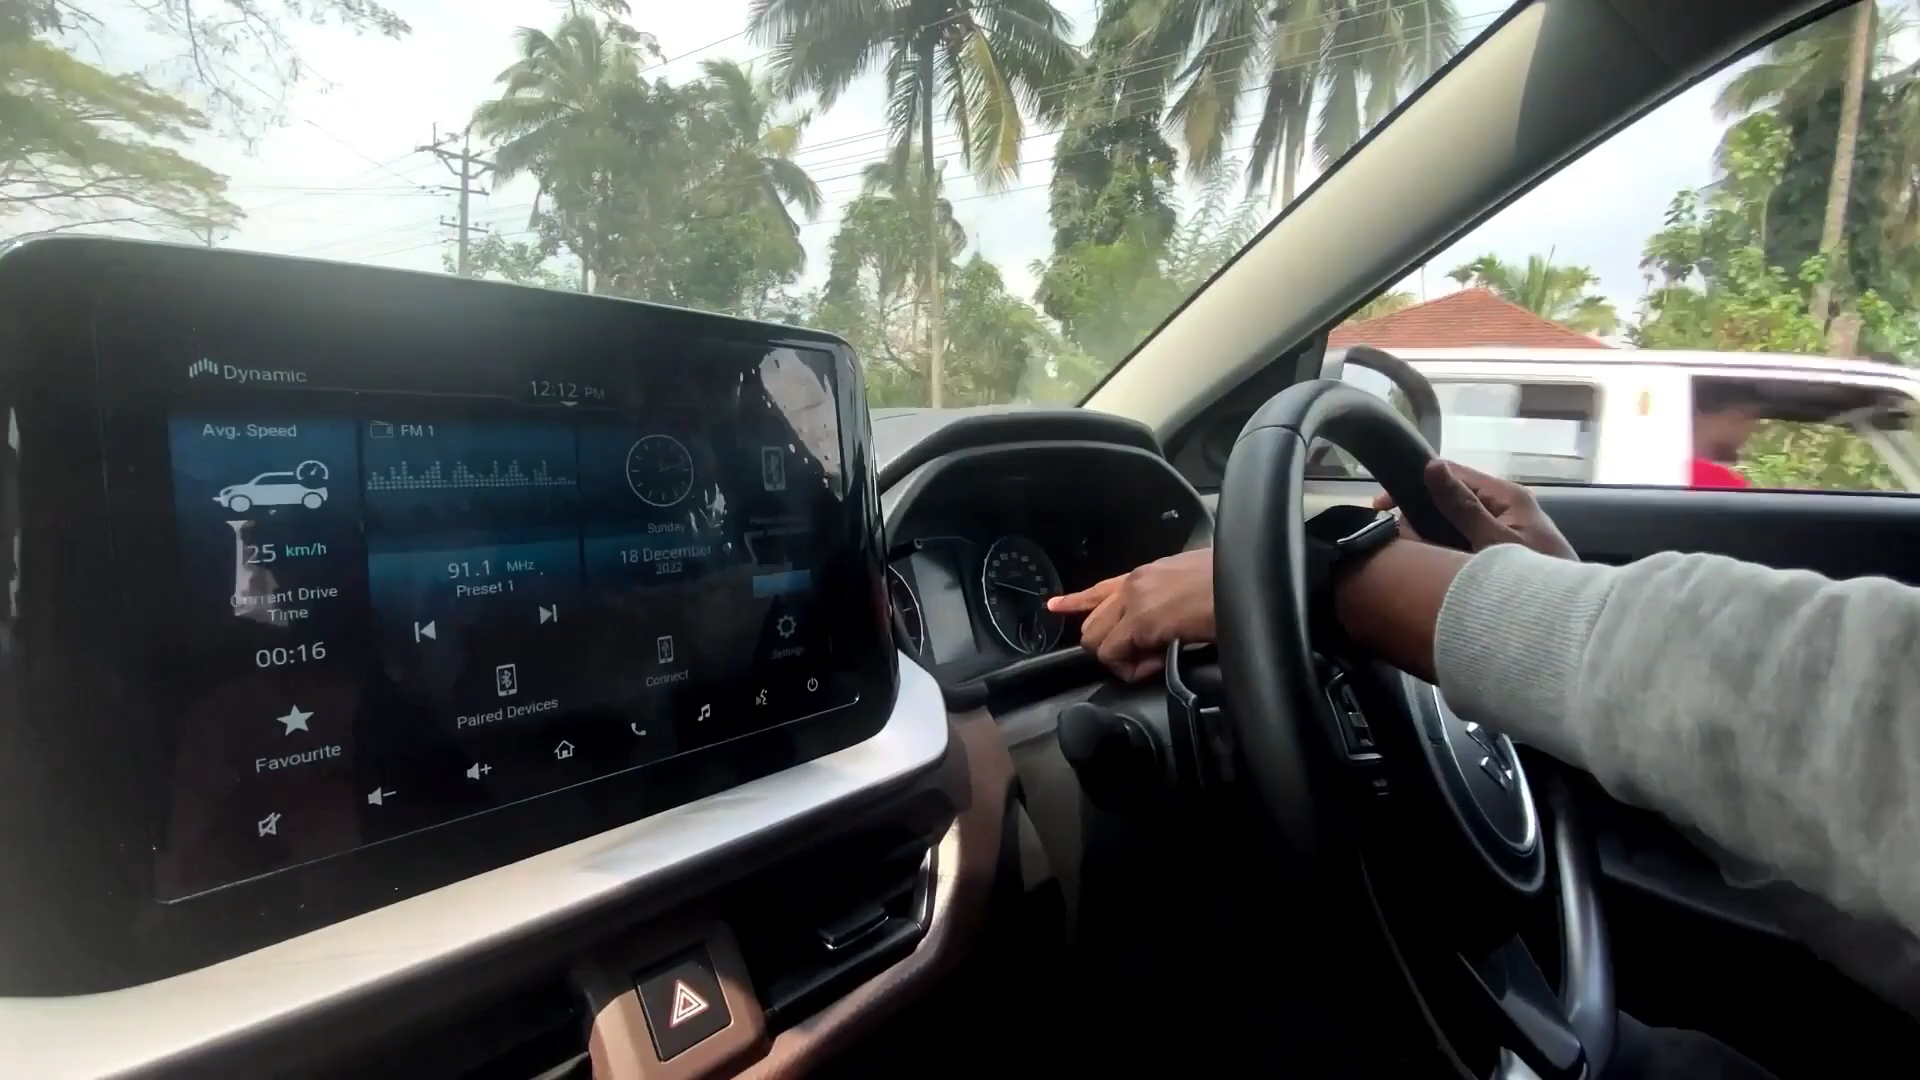 Dynamic
12:12 PM
Avg. Speed
25 km/h
Current Drive
Time
00:16
Favourite
FM 1
91.1 MHz
Preset 1
Paired Devices
Sunday
18 December
2022
Connect
Settings